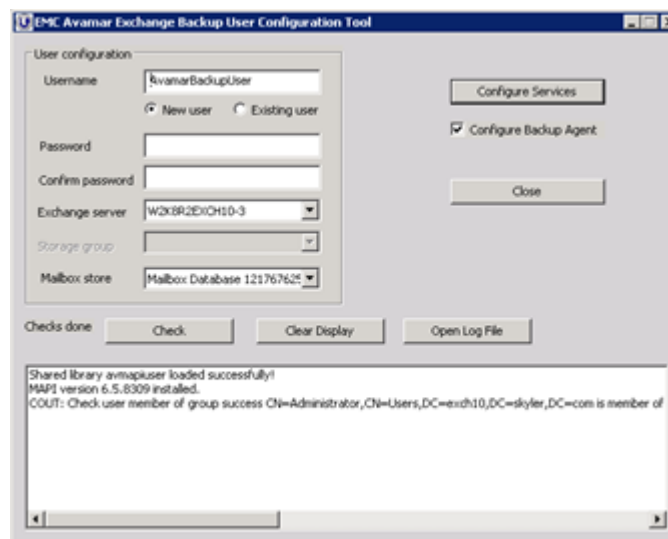 EMC Avamar Exchange Backup User Configuration Tool
User configuration
Username
AvamarBackupUser
New user
Existing user
Password
Confirm password
Exchange server
W2K8R2EXCH10-3
Storage group
Mailbox store
Mailbox Database 121767625
Configure Services
Configure Backup Agent
Close
Checks done
Check
Clear Display
Open Log File
Shared library avmapiuser loaded successfully!
MAPI version 6.5.8309 installed.
COUT: Check user member of group success CN=Administrator,CN=Users,DC=exch10,DC=skyler,DC=com is member of